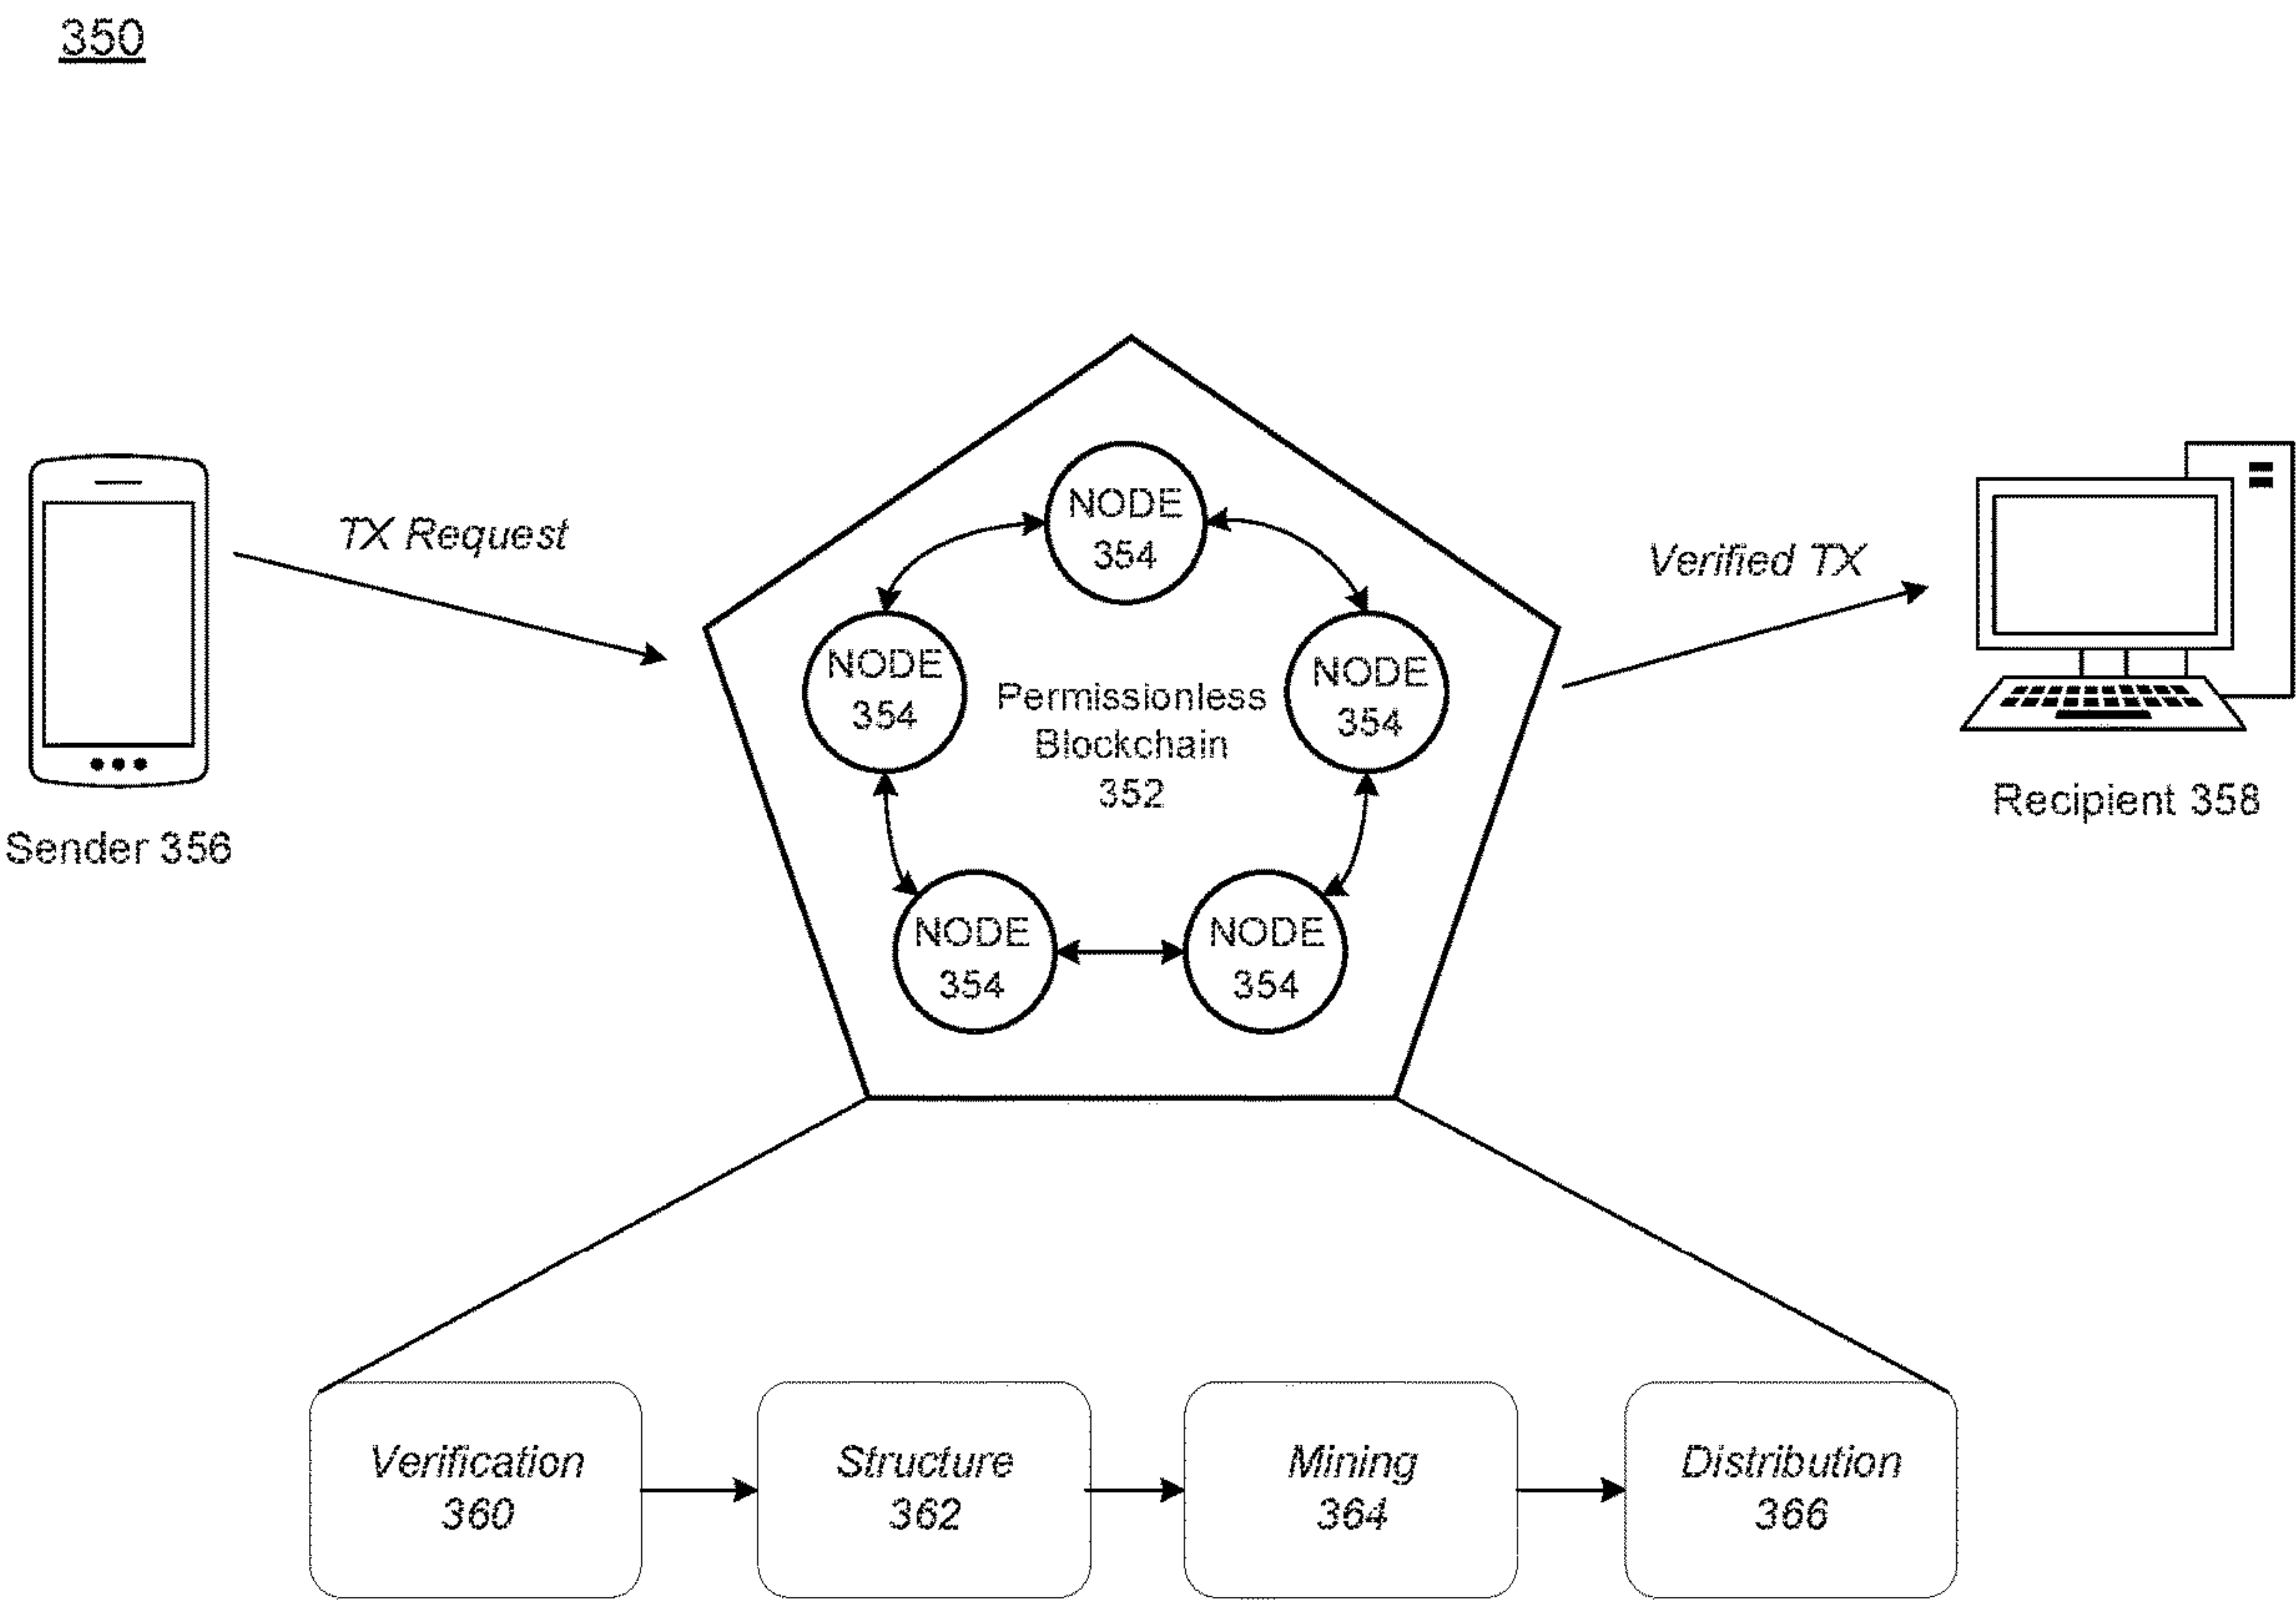 350
NODE
354
TX Request
Verified TX
NODE
354
Permissionless
Blockchain
352
NODE
354
Sender 356
Recipient 358
NODE
354
NODE
354
Verification
360
Structure
362
Mining
364
Distribution
366